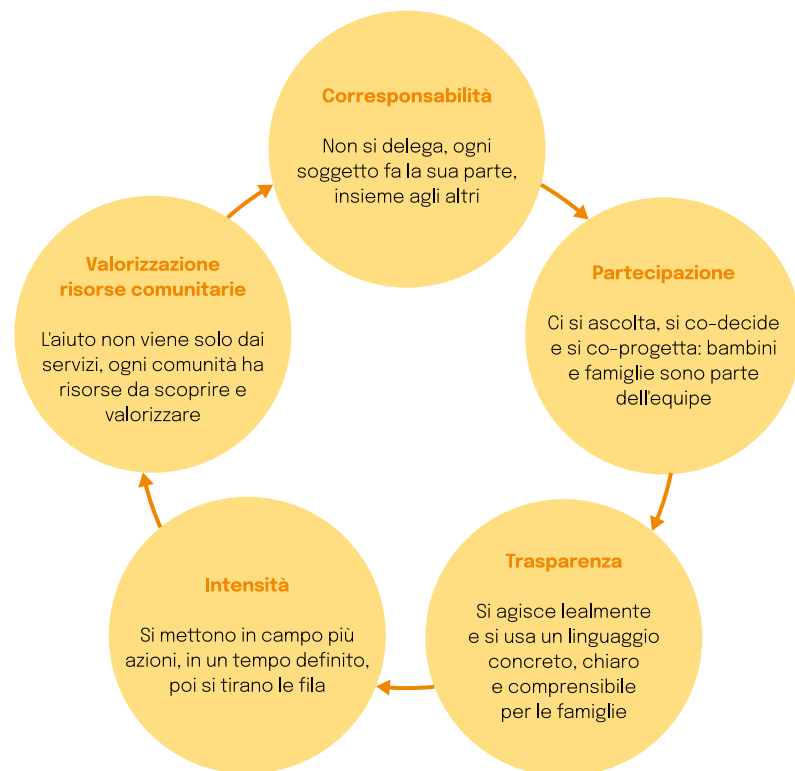 Corresponsabilità
Non si delega, ogni
soggetto fa la sua parte,
insieme agli altri
Partecipazione
Ci si ascolta, si co-decide
e si co-progetta: bambini
e famiglie sono parte
dell'equipe
Trasparenza
Si agisce lealmente
e si usa un linguaggio
concreto, chiaro
e comprensibile
per le famiglie
Intensità
Si mettono in campo più
azioni, in un tempo definito,
poi si tirano le fila
Valorizzazione
risorse comunitarie
L'aiuto non viene solo dai
servizi, ogni comunità ha
risorse da scoprire e
valorizzare